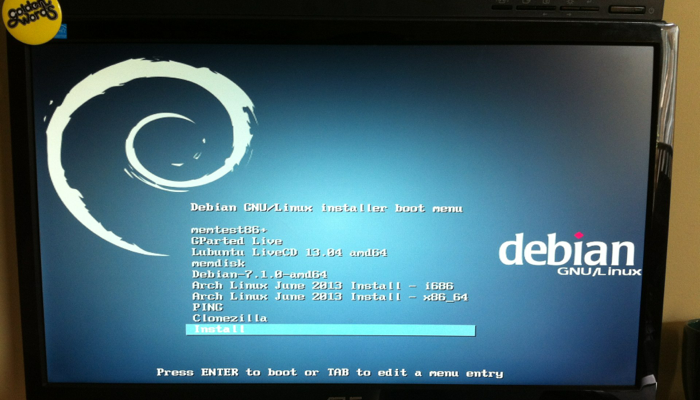 Golden
Words
Debian GNU/Linux installer boot menu
memtest86+
GParted Live
Lubuntu LiveCD 13.04 amd64
memdisk
Debian-7.1.0-amd64
Arch Linux June 2013 Install - i686
Arch Linux June 2013 Install - x86_64
PING
Clonezilla
Install
debian
GNU/Linux
Press ENTER to boot or TAB to edit a menu entry